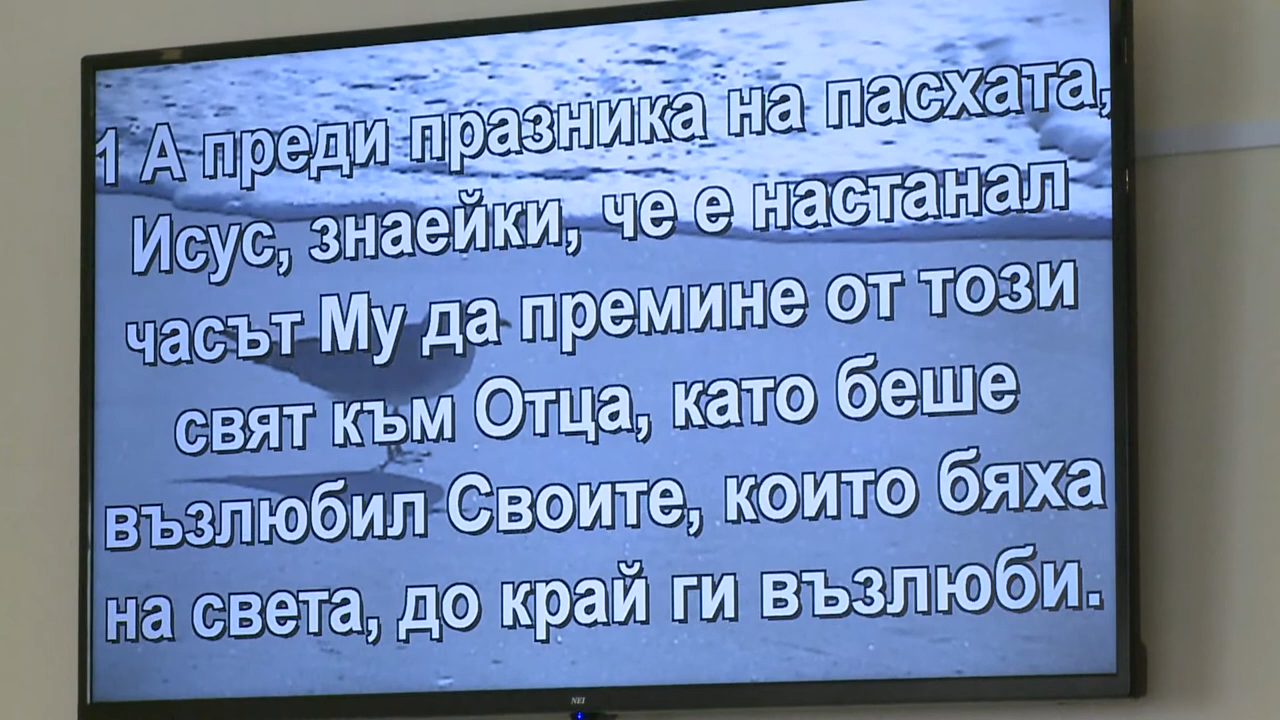 1 А преди празника на пасхата,
Исус, знаейки, че е настанал
часът Му да премине от този
свят към Отца, като беше
възлюбил Своите, които бяха
на света, до край ги възлюби.
NEI